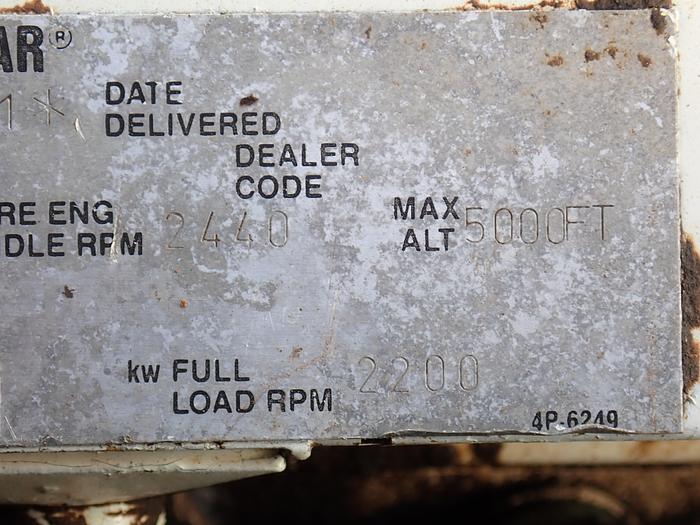 AR®
1*
DATE
DELIVERED
DEALER
CODE
RE ENG
DLE RPM 2440
MAX
ALT 5000FT
kw FULL
LOAD RPM 2200
4P-6249